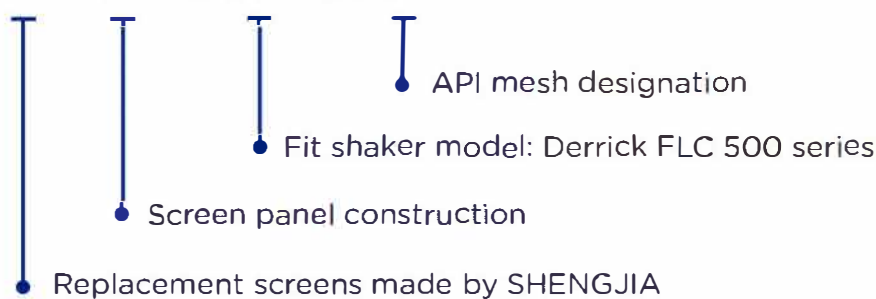 API mesh designation
Fit shaker model: Derrick FLC 500 series
Screen panel construction
Replacement screens made by SHENGJIA